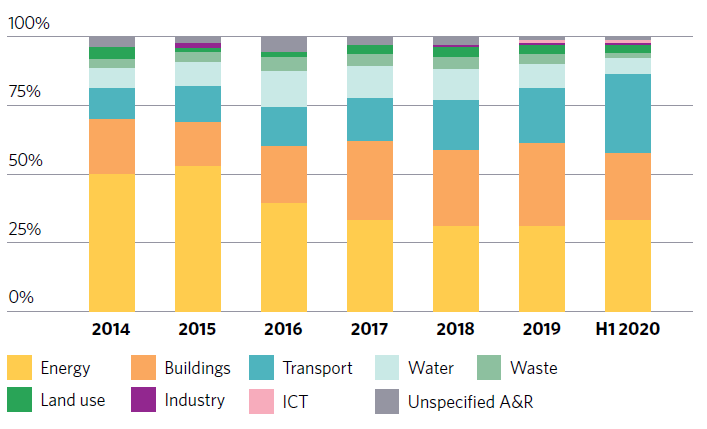 100%
75%
50%
25%
0%
2014 2015 2016 2017 2018 2019 H1 2020
Energy Buildings Transport Water Waste
Land use Industry ICT Unspecified A&R